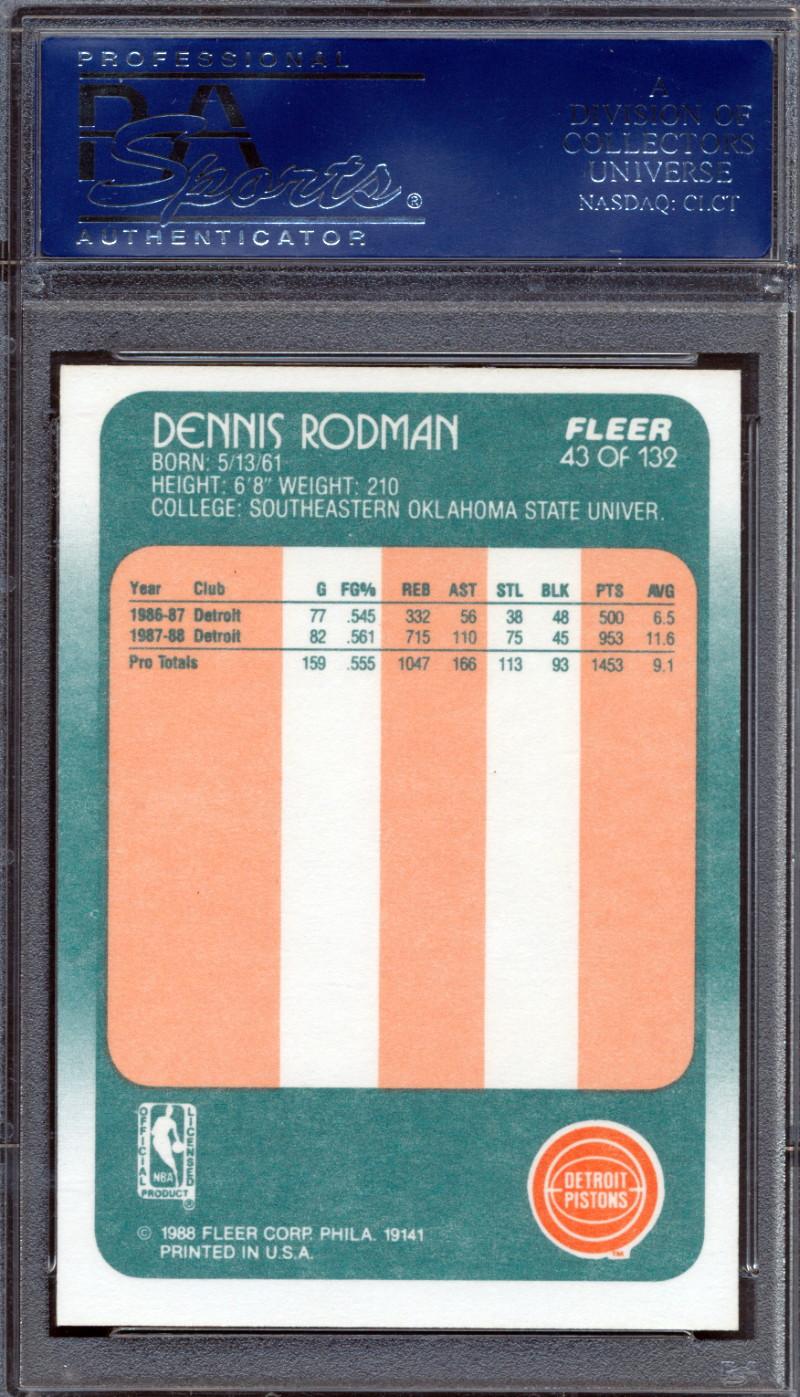 PROFESSIONAL
PSA
Sports®
AUTHENTICATOR
A
DIVISION OF
COLLECTORS
UNIVERSE
NASDAQ: CLCT
DENNIS RODMAN
FLEER
43 OF 132
BORN: 5/13/61
HEIGHT: 6'8" WEIGHT: 210
COLLEGE: SOUTHEASTERN OKLAHOMA STATE UNIVER.
Year Club G FG% REB AST STL BLK PTS AVG
1986-87 Detroit 77 .545 332 56 38 48 500 6.5
1987-88 Detroit 82 .561 715 110 75 45 953 11.6
Pro Totals 159 .555 1047 166 113 93 1453 9.1
OFFICIAL
LICENSED
NBA
PRODUCT
®
DETROIT
PISTONS
TM
© 1988 FLEER CORP. PHILA. 19141
PRINTED IN U.S.A.
PSA